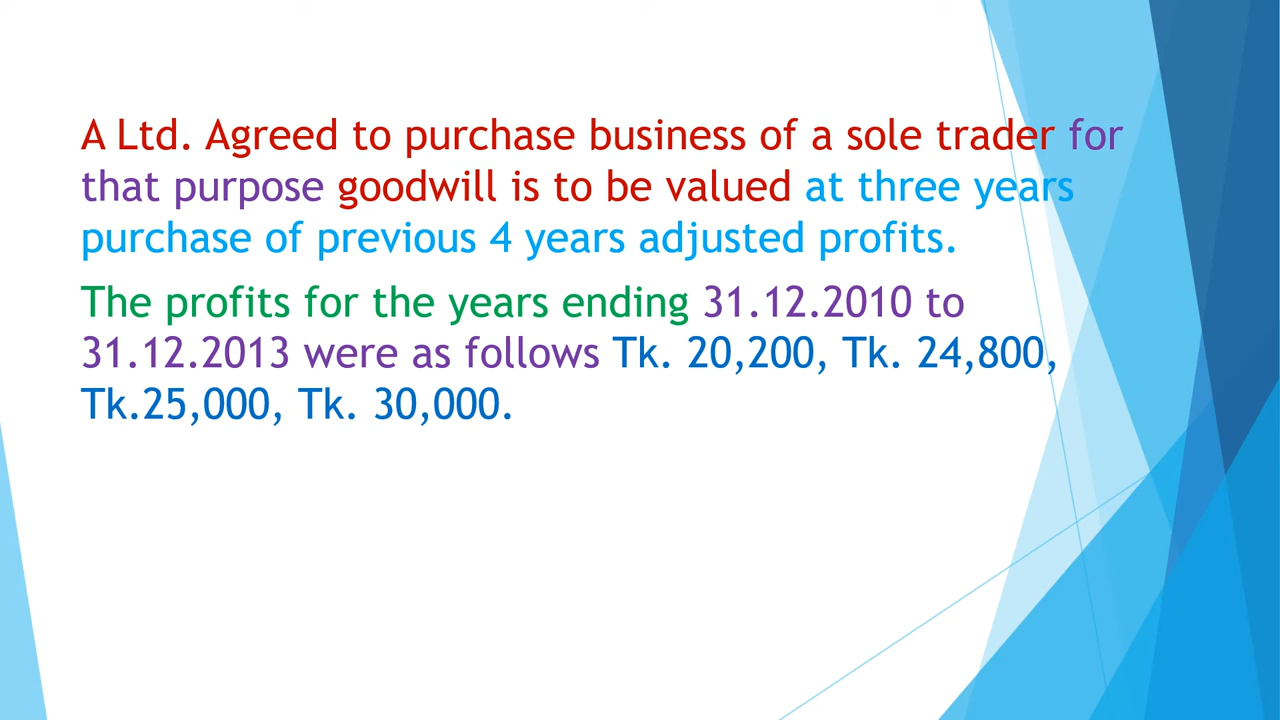 A Ltd. Agreed to purchase business of a sole trader for
that purpose goodwill is to be valued at three years
purchase of previous 4 years adjusted profits.
The profits for the years ending 31.12.2010 to
31.12.2013 were as follows Tk. 20,200, Tk. 24,800,
Tk.25,000, Tk. 30,000.